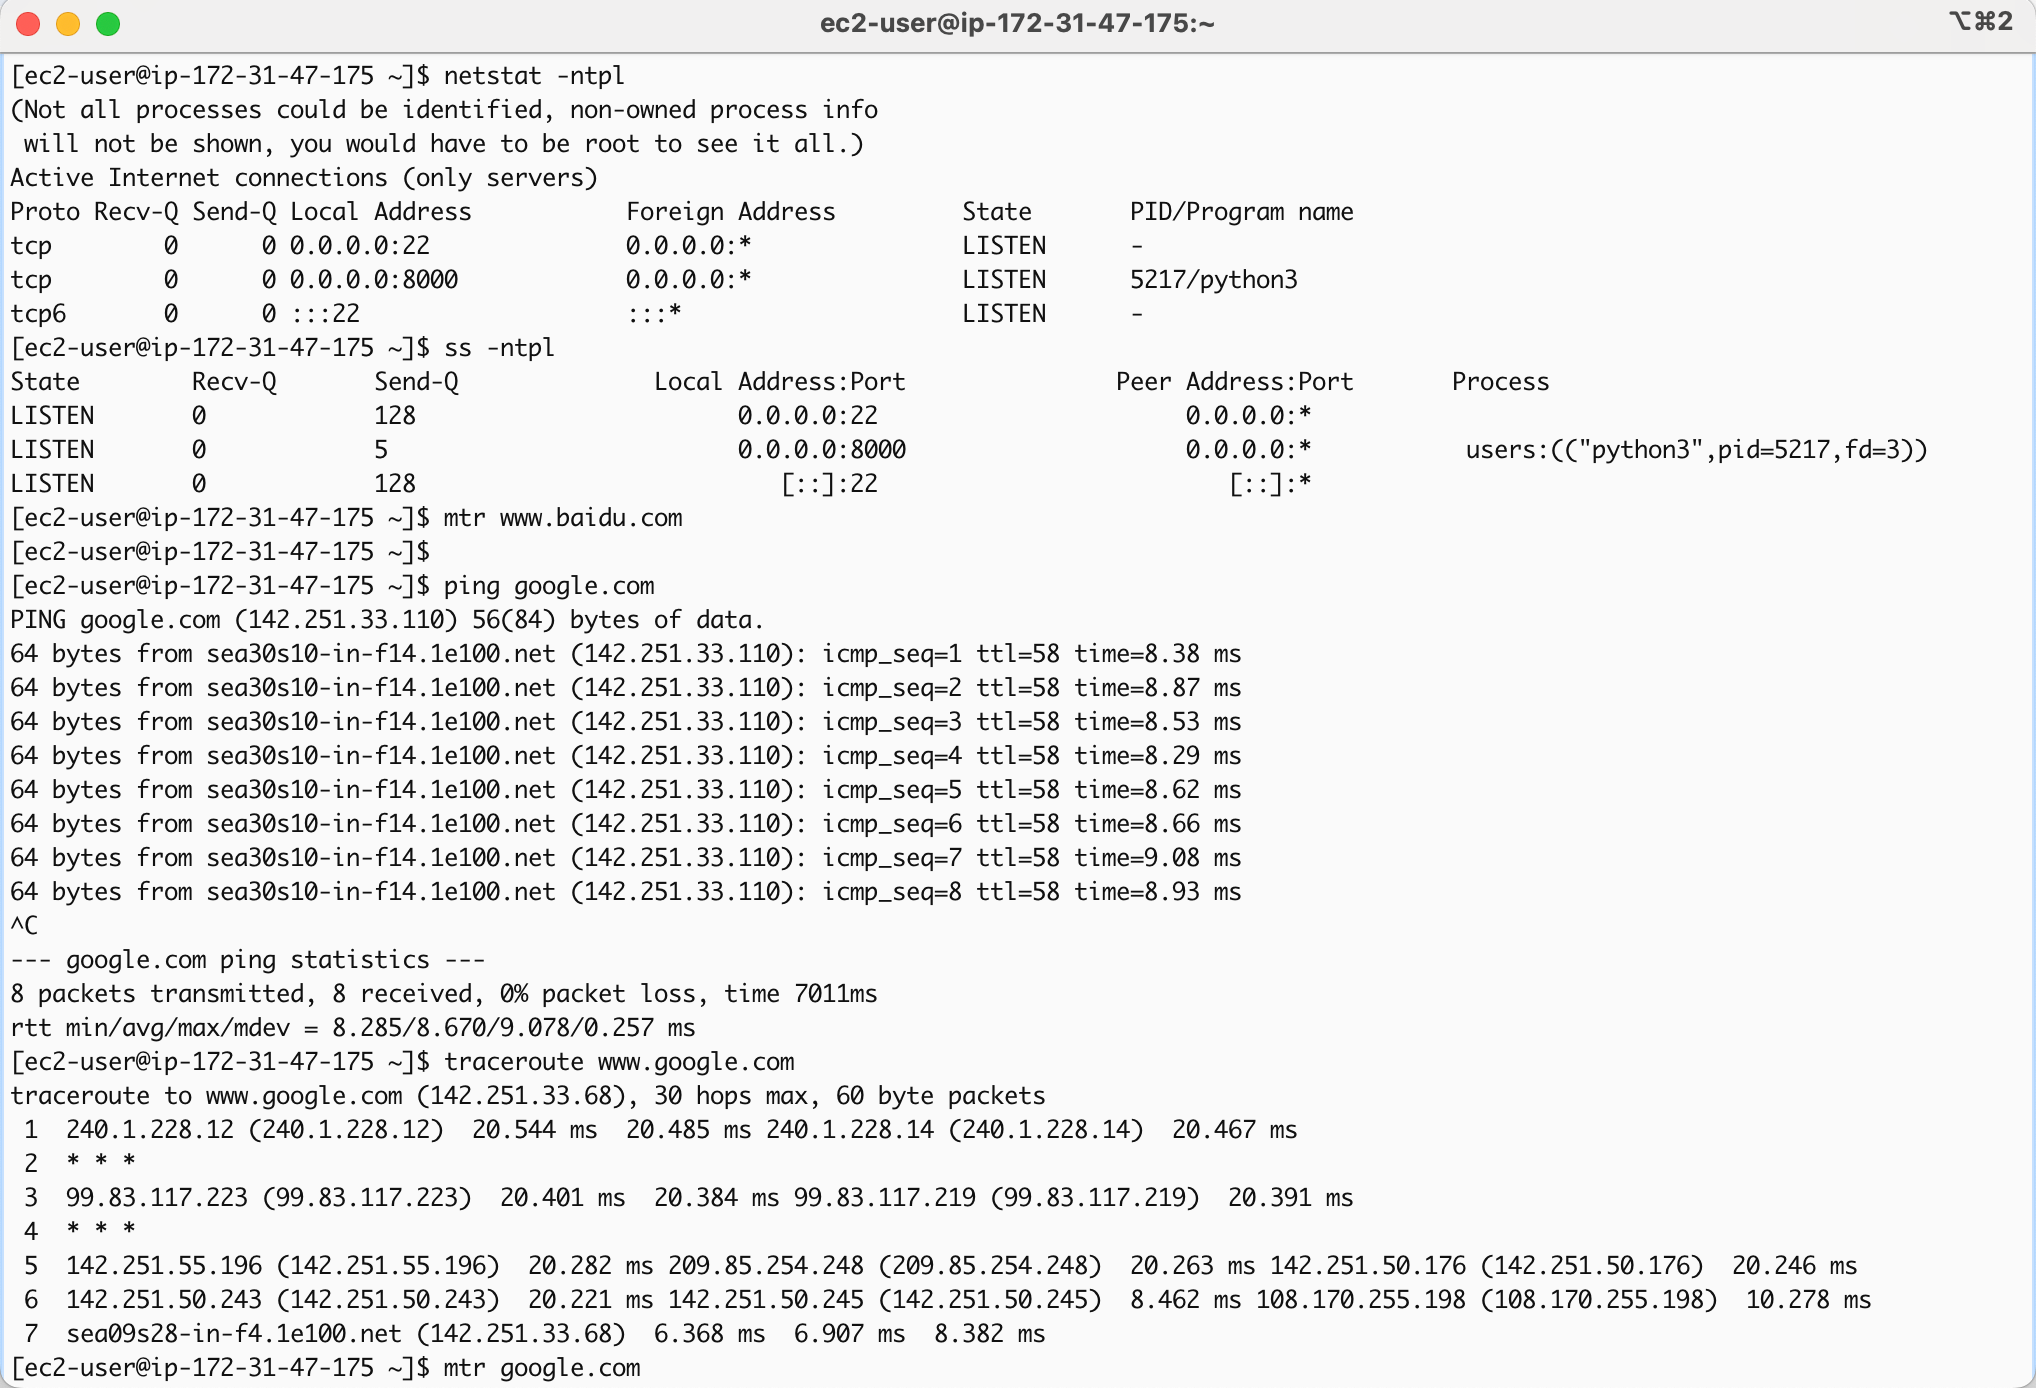 ec2-user@ip-172-31-47-175:~ ⌥⌘2
[ec2-user@ip-172-31-47-175 ~]$ netstat -ntpl
(Not all processes could be identified, non-owned process info
 will not be shown, you would have to be root to see it all.)
Active Internet connections (only servers)
Proto Recv-Q Send-Q Local Address           Foreign Address         State       PID/Program name
tcp        0      0 0.0.0.0:22              0.0.0.0:*               LISTEN      -
tcp        0      0 0.0.0.0:8000            0.0.0.0:*               LISTEN      5217/python3
tcp6       0      0 :::22                   :::*                    LISTEN      -
[ec2-user@ip-172-31-47-175 ~]$ ss -ntpl
State        Recv-Q       Send-Q              Local Address:Port               Peer Address:Port       Process
LISTEN       0            128                       0.0.0.0:22                      0.0.0.0:*
LISTEN       0            5                         0.0.0.0:8000                    0.0.0.0:*           users:(("python3",pid=5217,fd=3))
LISTEN       0            128                          [::]:22                         [::]:*
[ec2-user@ip-172-31-47-175 ~]$ mtr www.baidu.com
[ec2-user@ip-172-31-47-175 ~]$
[ec2-user@ip-172-31-47-175 ~]$ ping google.com
PING google.com (142.251.33.110) 56(84) bytes of data.
64 bytes from sea30s10-in-f14.1e100.net (142.251.33.110): icmp_seq=1 ttl=58 time=8.38 ms
64 bytes from sea30s10-in-f14.1e100.net (142.251.33.110): icmp_seq=2 ttl=58 time=8.87 ms
64 bytes from sea30s10-in-f14.1e100.net (142.251.33.110): icmp_seq=3 ttl=58 time=8.53 ms
64 bytes from sea30s10-in-f14.1e100.net (142.251.33.110): icmp_seq=4 ttl=58 time=8.29 ms
64 bytes from sea30s10-in-f14.1e100.net (142.251.33.110): icmp_seq=5 ttl=58 time=8.62 ms
64 bytes from sea30s10-in-f14.1e100.net (142.251.33.110): icmp_seq=6 ttl=58 time=8.66 ms
64 bytes from sea30s10-in-f14.1e100.net (142.251.33.110): icmp_seq=7 ttl=58 time=9.08 ms
64 bytes from sea30s10-in-f14.1e100.net (142.251.33.110): icmp_seq=8 ttl=58 time=8.93 ms
^C
--- google.com ping statistics ---
8 packets transmitted, 8 received, 0% packet loss, time 7011ms
rtt min/avg/max/mdev = 8.285/8.670/9.078/0.257 ms
[ec2-user@ip-172-31-47-175 ~]$ traceroute www.google.com
traceroute to www.google.com (142.251.33.68), 30 hops max, 60 byte packets
 1  240.1.228.12 (240.1.228.12)  20.544 ms  20.485 ms 240.1.228.14 (240.1.228.14)  20.467 ms
 2  * * *
 3  99.83.117.223 (99.83.117.223)  20.401 ms  20.384 ms 99.83.117.219 (99.83.117.219)  20.391 ms
 4  * * *
 5  142.251.55.196 (142.251.55.196)  20.282 ms 209.85.254.248 (209.85.254.248)  20.263 ms 142.251.50.176 (142.251.50.176)  20.246 ms
 6  142.251.50.243 (142.251.50.243)  20.221 ms 142.251.50.245 (142.251.50.245)  8.462 ms 108.170.255.198 (108.170.255.198)  10.278 ms
 7  sea09s28-in-f4.1e100.net (142.251.33.68)  6.368 ms  6.907 ms  8.382 ms
[ec2-user@ip-172-31-47-175 ~]$ mtr google.com